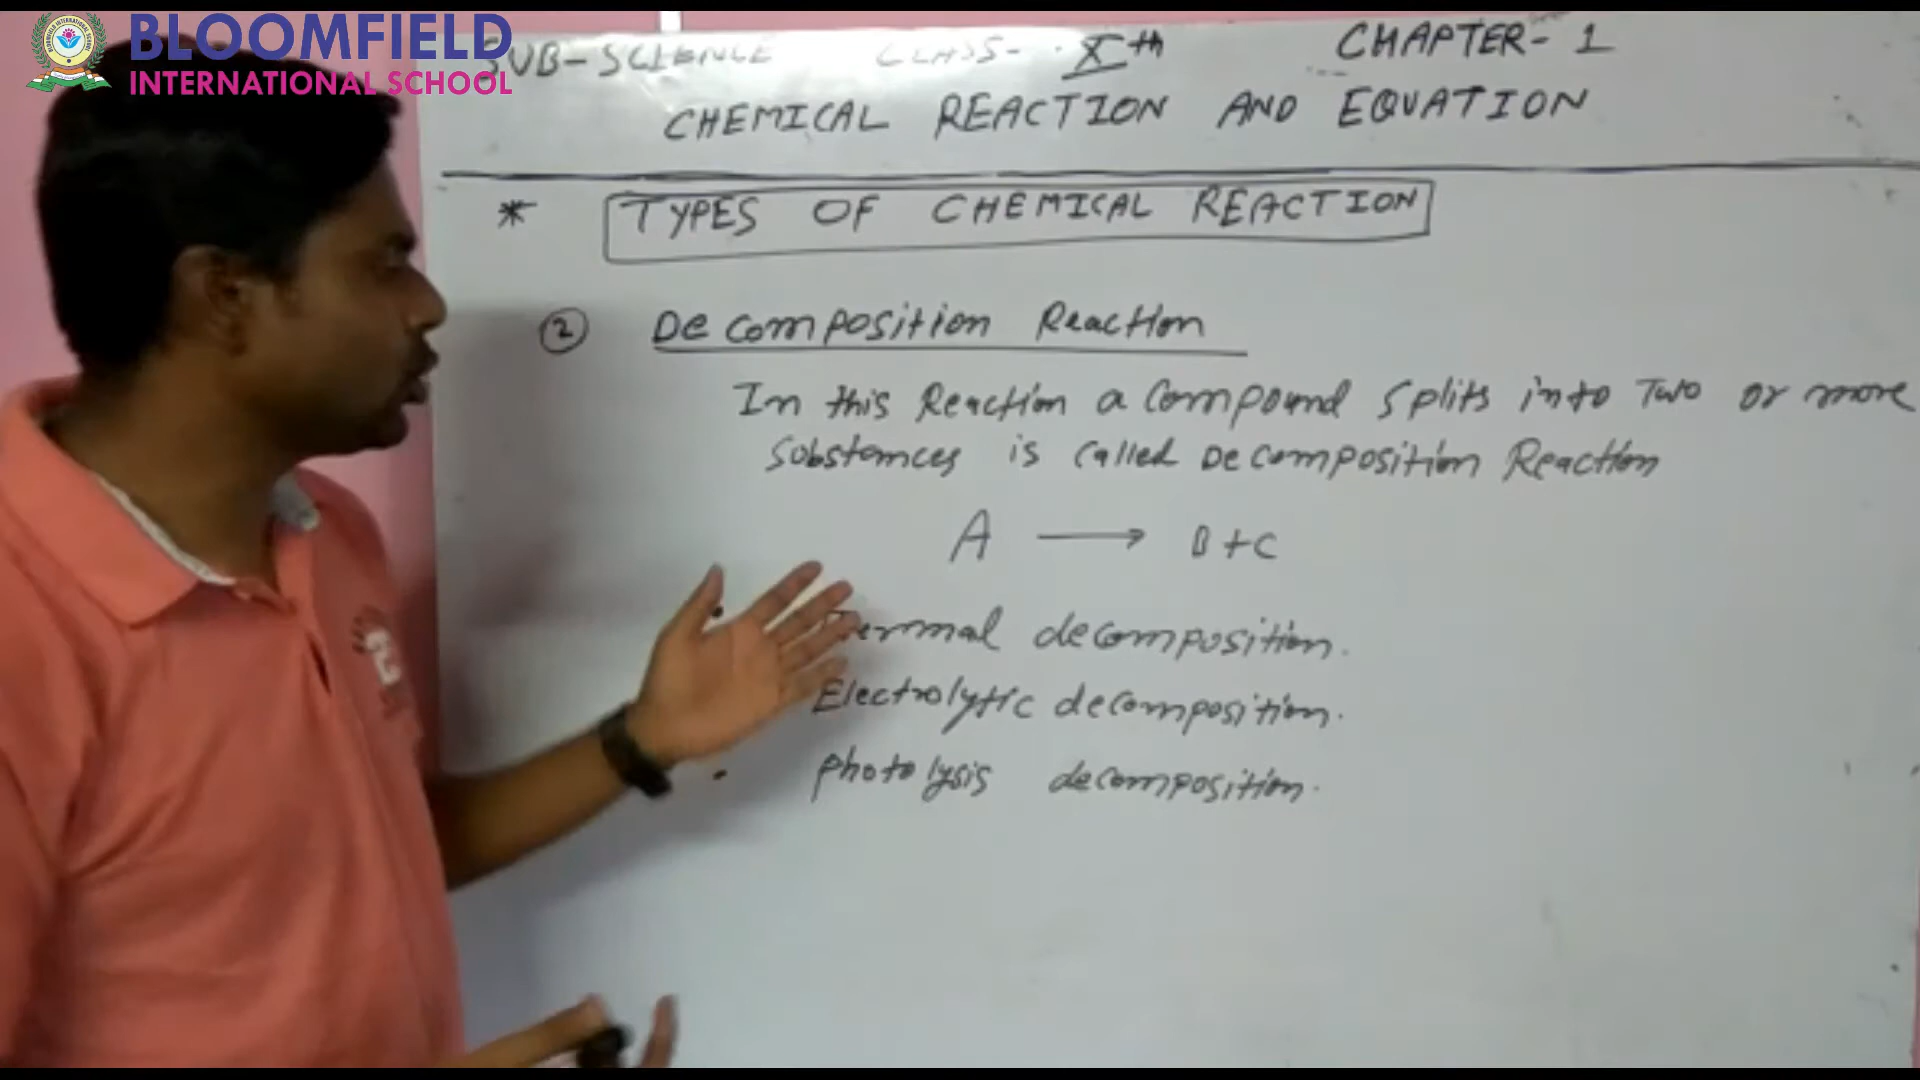 BLOOMFIELD
INTERNATIONAL SCHOOL
SUB-SCIENCE CLASS- Xth CHAPTER-1
CHEMICAL REACTION AND EQUATION
* TYPES OF CHEMICAL REACTION
② Decomposition Reaction
In this Reaction a compound splits into Two or more
substances is called Decomposition Reaction
A → B+C
• Thermal decomposition.
Electrolytic decomposition.
• photolysis decomposition.